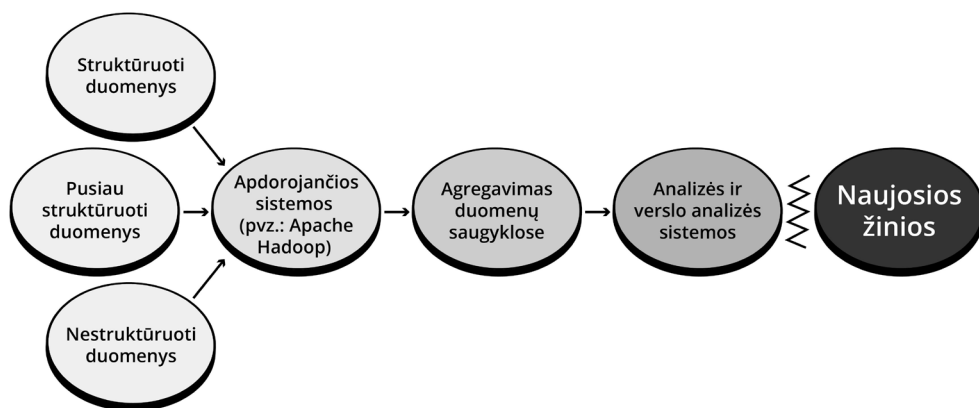 Struktūruoti
duomenys
Pusiau
struktūruoti
duomenys
Nestruktūruoti
duomenys
Apdorojančios
sistemos
(pvz.: Apache
Hadoop)
Agregavimas
duomenų
saugyklose
Analizės ir
verslo analizės
sistemos
Naujosios
žinios